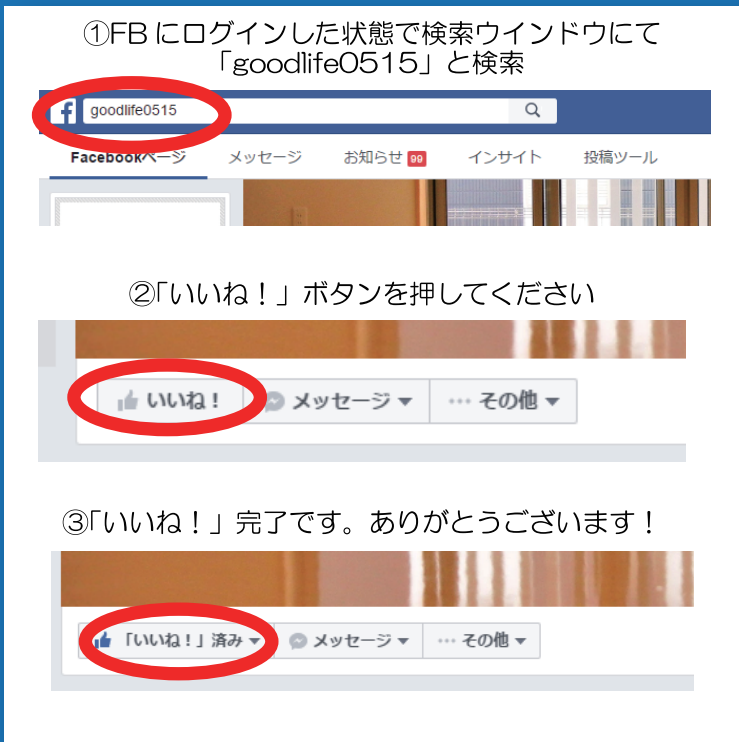 ①FBにログインした状態で検索ウインドウにて
「goodlife0515」と検索
f goodlife0515
Facebookページ メッセージ お知らせ 99 インサイト 投稿ツール
②「いいね！」ボタンを押してください
いいね！ メッセージ ▼ … その他 ▼
③「いいね！」完了です。ありがとうございます！
「いいね！」済み ▼ メッセージ ▼ … その他 ▼